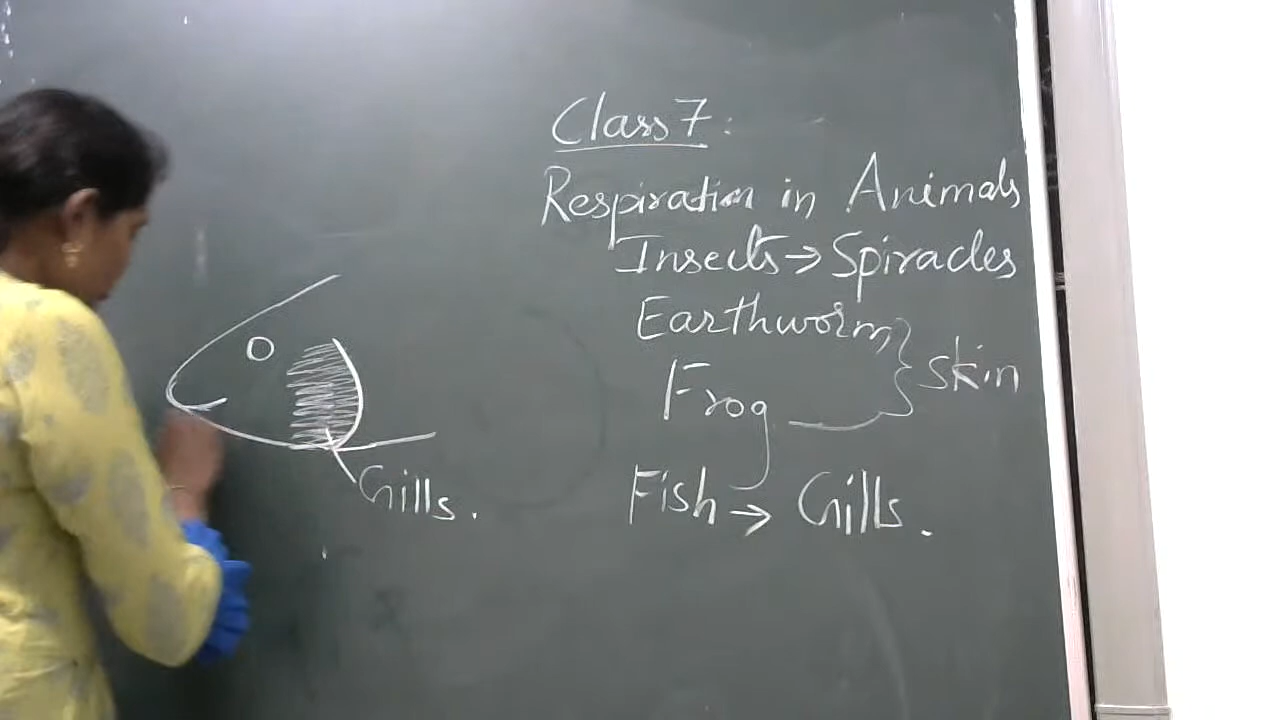 Class 7:
Respiration in Animals
Insects → Spiracles
Earthworm } Skin
Frog
Fish → Gills.
Gills.